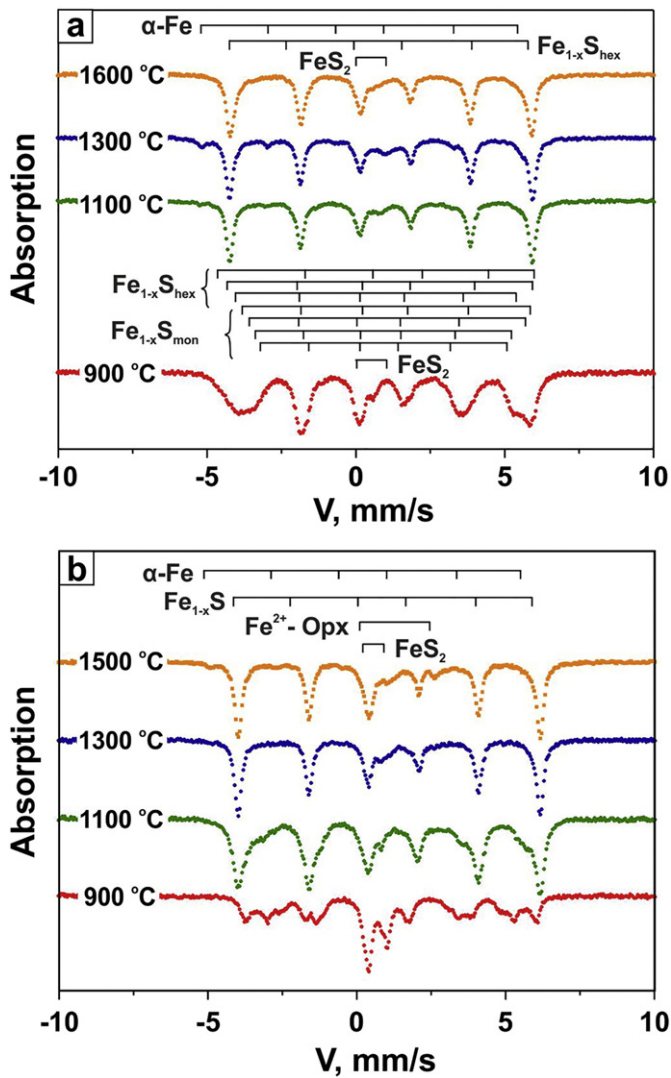 a
α-Fe
Fe1-xShex
FeS2
1600 °C
1300 °C
1100 °C
Fe1-xShex
Fe1-xSmon
FeS2
900 °C
Absorption
-10 -5 0 5 10
V, mm/s
b
α-Fe
Fe1-xS
Fe2+- Opx
FeS2
1500 °C
1300 °C
1100 °C
900 °C
Absorption
-10 -5 0 5 10
V, mm/s